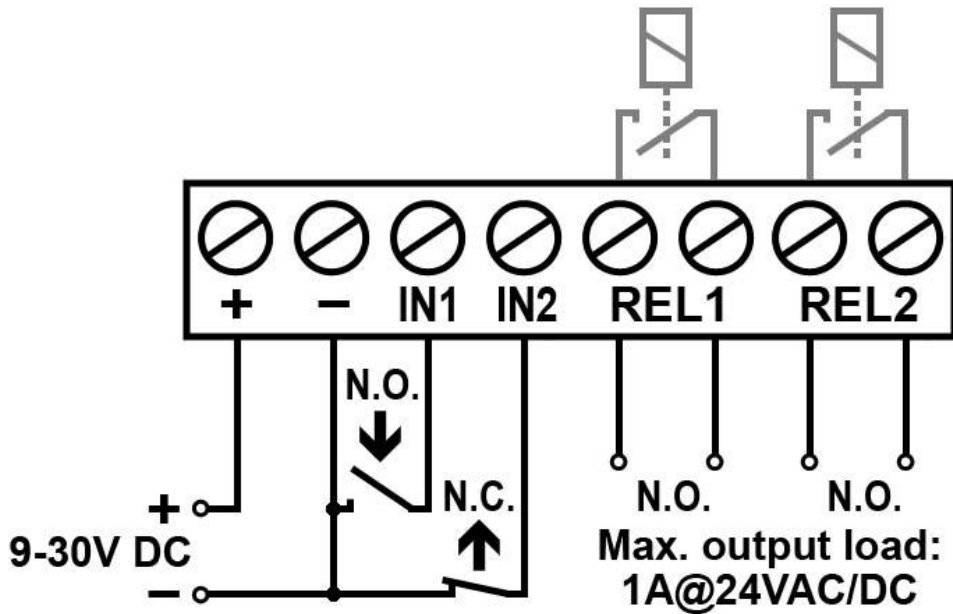 + − IN1 IN2 REL1 REL2
N.O.
N.C.
+
9-30V DC
−
N.O. N.O.
Max. output load:
1A@24VAC/DC